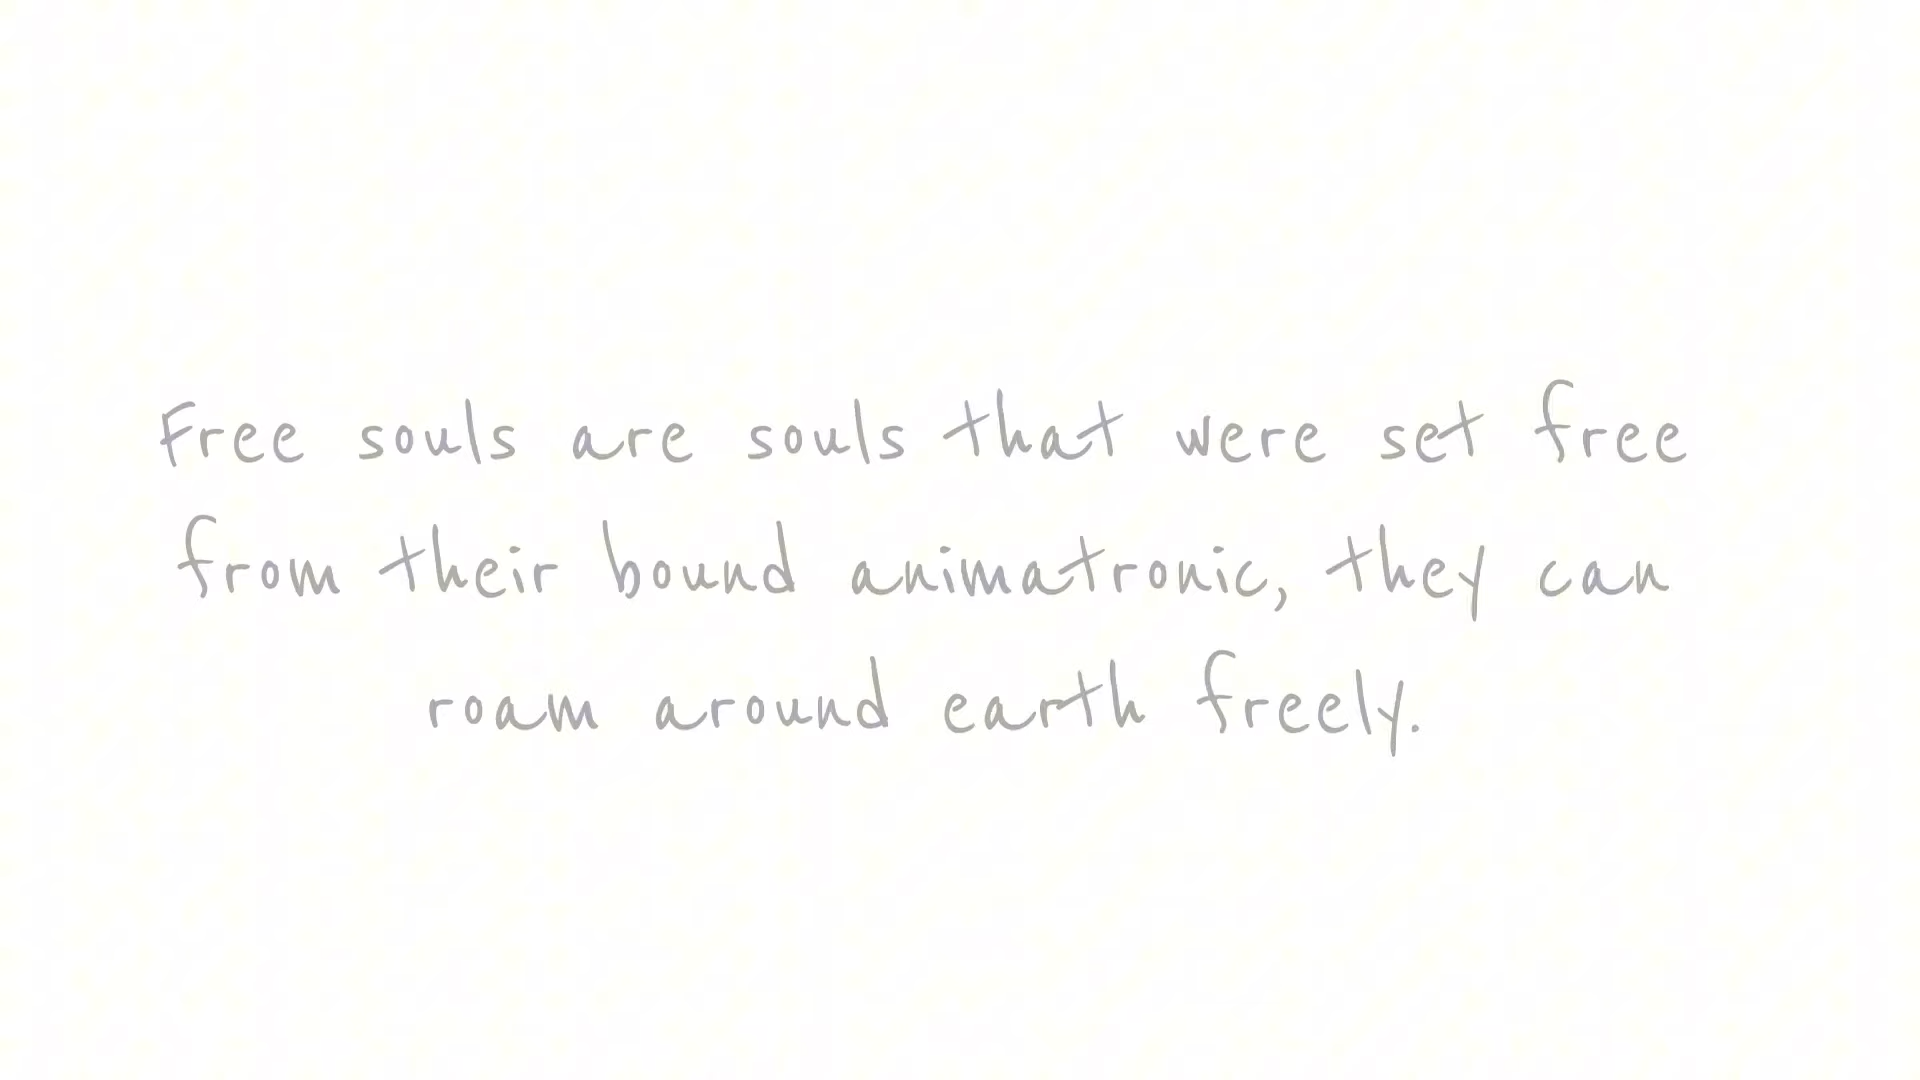 Free souls are souls that were set free
from their bound animatronic, they can
roam around earth freely.